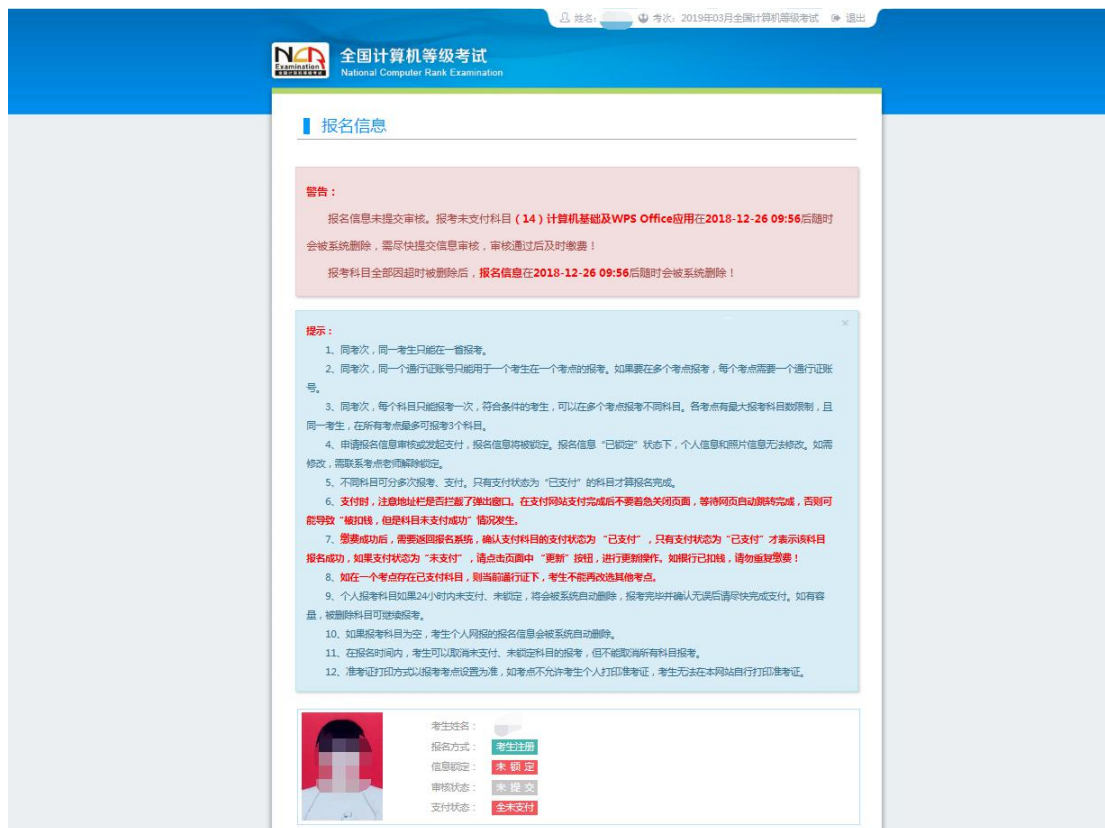 姓名： 考次：2019年03月全国计算机等级考试 退出
NCR
Examination
全国计算机等级考试
全国计算机等级考试
National Computer Rank Examination
报名信息
警告：
报名信息未提交审核。报考未支付科目（14）计算机基础及WPS Office应用在2018-12-26 09:56后随时
会被系统删除，需尽快提交信息审核，审核通过后及时缴费！
报考科目全部因超时被删除后，报名信息在2018-12-26 09:56后随时会被系统删除！
×
提示：
1、同考次，同一考生只能在一省报考。
2、同考次，同一个通行证账号只能用于一个考生在一个考点的报考。如果要在多个考点报考，每个考点需要一个通行证账
号。
3、同考次，每个科目只能报考一次，符合条件的考生，可以在多个考点报考不同科目。各考点有最大报考科目数限制，且
同一考生，在所有考点最多可报考3个科目。
4、申请报名信息审核或发起支付，报名信息将被锁定。报名信息“已锁定”状态下，个人信息和照片信息无法修改。如需
修改，需联系考点老师解除锁定。
5、不同科目可分多次报考、支付。只有支付状态为“已支付”的科目才算报名完成。
6、支付时，注意地址栏是否拦截了弹出窗口。在支付网站支付完成后不要着急关闭页面，等待网页自动跳转完成，否则可
能导致“被扣钱，但是科目未支付成功”情况发生。
7、缴费成功后，需要返回报名系统，确认支付科目的支付状态为 “已支付”，只有支付状态为“已支付”才表示该科目
报名成功，如果支付状态为“未支付”，请点击页面中 “更新”按钮，进行更新操作。如银行已扣钱，请勿重复缴费！
8、如在一个考点存在已支付科目，则当前通行证下，考生不能再改选其他考点。
9、个人报考科目如果24小时内未支付、未锁定，将会被系统自动删除，报考完毕并确认无误后请尽快完成支付。如有容
量，被删除科目可继续报考。
10、如果报考科目为空，考生个人网报的报名信息会被系统自动删除。
11、在报名时间内，考生可以取消未支付、未锁定科目的报考，但不能取消所有科目报考。
12、准考证打印方式以报考考点设置为准，如考点不允许考生个人打印准考证，考生无法在本网站自行打印准考证。
考生姓名：
报名方式： 考生注册
信息锁定： 未 锁 定
审核状态： 未 提 交
支付状态： 全未支付